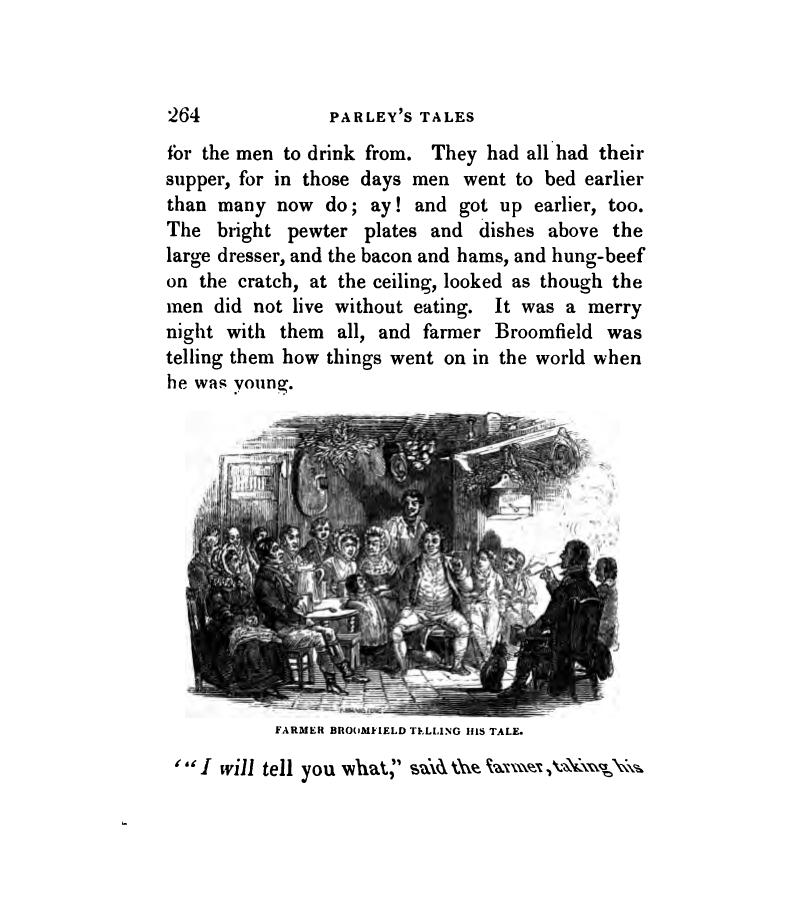 264 PARLEY'S TALES
for the men to drink from. They had all had their
supper, for in those days men went to bed earlier
than many now do; ay! and got up earlier, too.
The bright pewter plates and dishes above the
large dresser, and the bacon and hams, and hung-beef
on the cratch, at the ceiling, looked as though the
men did not live without eating. It was a merry
night with them all, and farmer Broomfield was
telling them how things went on in the world when
he was young.
FARMER BROOMFIELD TELLING HIS TALE.
‘“I will tell you what,” said the farmer, taking his